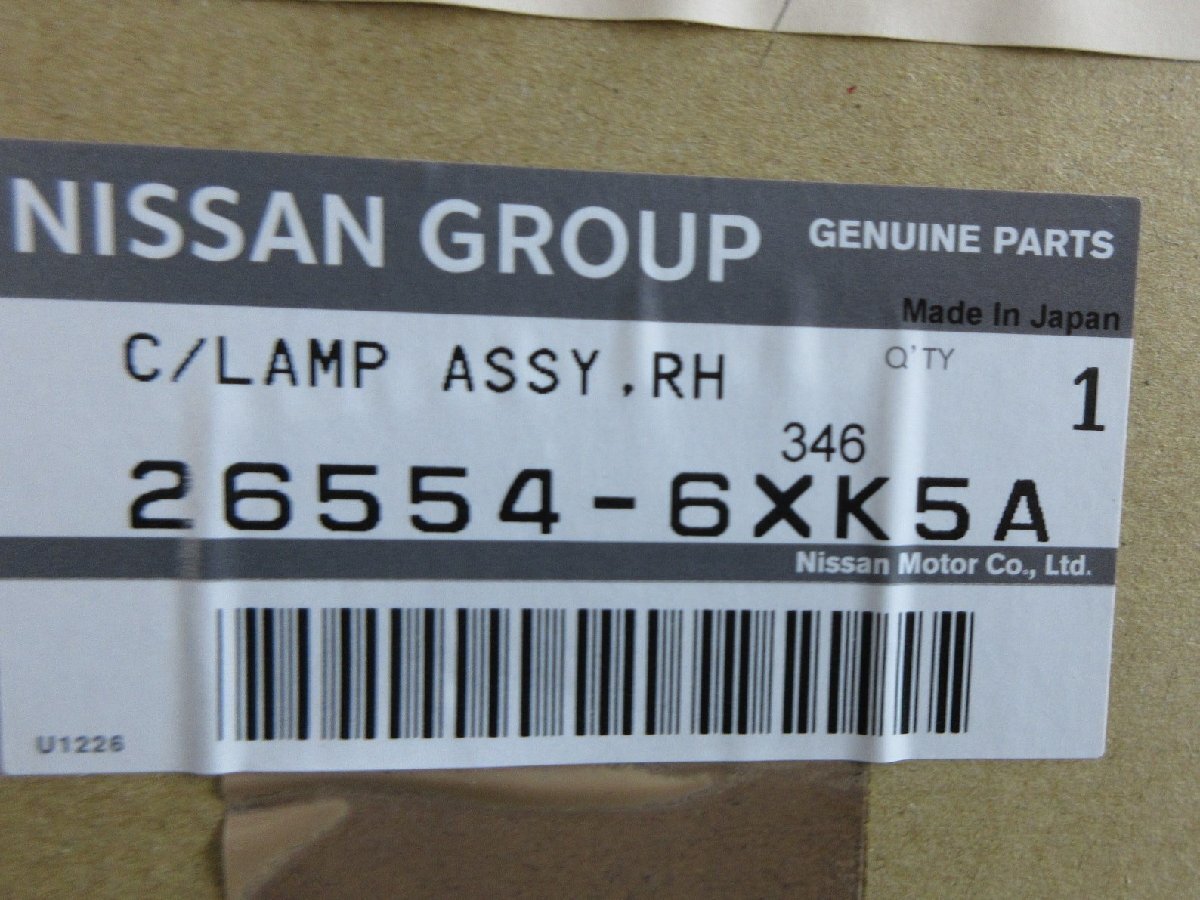 NISSAN GROUP GENUINE PARTS
Made In Japan
C/LAMP ASSY,RH Q'TY 1
346
26554-6XK5A
Nissan Motor Co., Ltd.
U1226